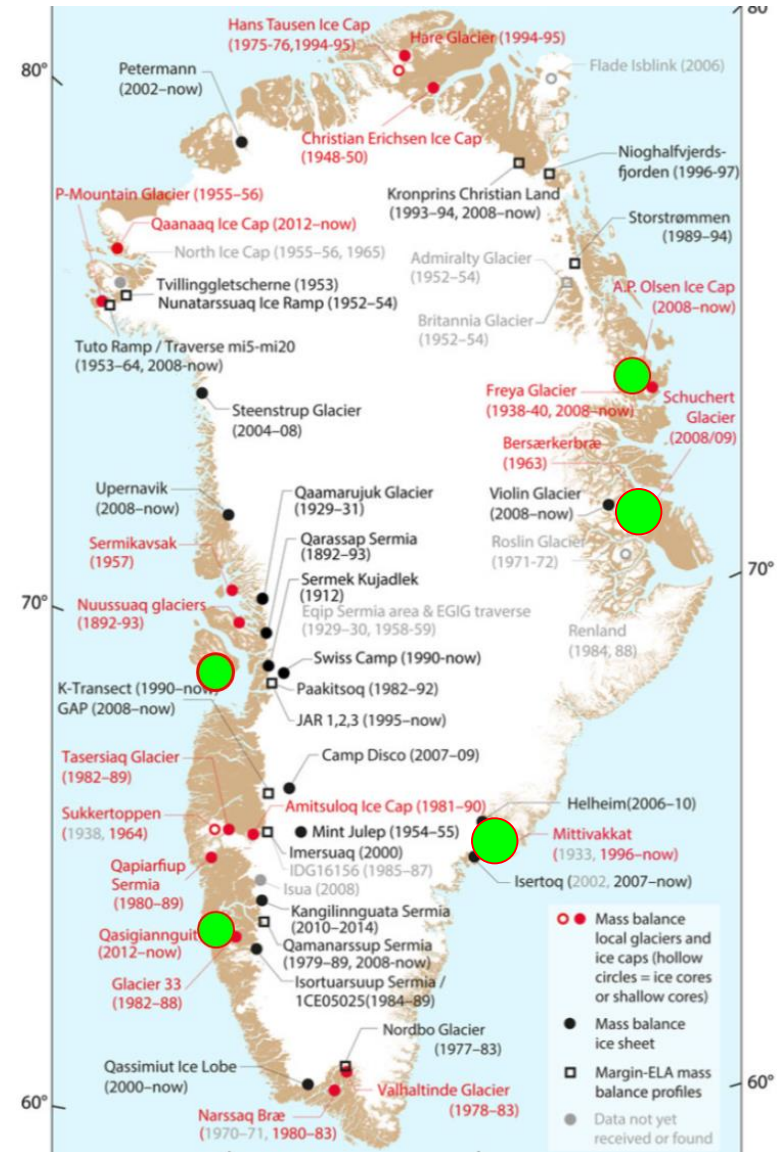 80°
Hans Tausen Ice Cap
(1975-76,1994-95)
Hare Glacier (1994-95)
80°
Petermann
(2002–now)
Flade Isblink (2006)
Christian Erichsen Ice Cap
(1948-50)
Nioghalfvjerds-
fjorden (1996-97)
Kronprins Christian Land
(1993–94, 2008–now)
P-Mountain Glacier (1955–56)
Qaanaaq Ice Cap (2012–now)
Storstrømmen
(1989–94)
North Ice Cap (1955–56, 1965)
Admiralty Glacier
(1952–54)
Tvillinggletscherne (1953)
Nunatarssuaq Ice Ramp (1952–54)
A.P. Olsen Ice Cap
(2008–now)
Britannia Glacier
(1952–54)
Tuto Ramp / Traverse mi5-mi20
(1953–64, 2008-now)
Freya Glacier
(1938-40, 2008–now)
Schuchert
Glacier
(2008/09)
Steenstrup Glacier
(2004–08)
Bersærkerbræ
(1963)
Upernavik
(2008–now)
Qaamarujuk Glacier
(1929–31)
Violin Glacier
(2008–now)
Qarassap Sermia
(1892–93)
Sermikavsak
(1957)
Roslin Glacier
(1971-72)
Sermek Kujadlek
(1912)
70°
70°
Nuussuaq glaciers
(1892-93)
Eqip Sermia area & EGIG traverse
(1929–30, 1958-59)
Renland
(1984, 88)
Swiss Camp (1990-now)
K-Transect (1990–now)
GAP (2008–now)
Paakitsoq (1982–92)
JAR 1,2,3 (1995–now)
Tasersiaq Glacier
(1982–89)
Camp Disco (2007–09)
Sukkertoppen
(1938, 1964)
Amitsuloq Ice Cap (1981–90)
Helheim(2006–10)
Mint Julep (1954–55)
Mittivakkat
(1933, 1996–now)
Imersuaq (2000)
Qapiarfiup
Sermia
(1980–89)
IDG16156 (1985–87)
Isua (2008)
Isertoq (2002, 2007–now)
Kangilinnguata Sermia
(2010–2014)
Qasigiannguit
(2012–now)
Qamanarssup Sermia
(1979–89, 2008-now)
Glacier 33
(1982–88)
Isortuarsuup Sermia /
1CE05025(1984–89)
Nordbo Glacier
(1977–83)
Qassimiut Ice Lobe
(2000–now)
60°
60°
Valhaltinde Glacier
(1978–83)
Narssaq Bræ
(1970–71, 1980–83)
Mass balance
local glaciers and
ice caps (hollow
circles = ice cores
or shallow cores)
Mass balance
ice sheet
Margin-ELA mass
balance profiles
Data not yet
received or found